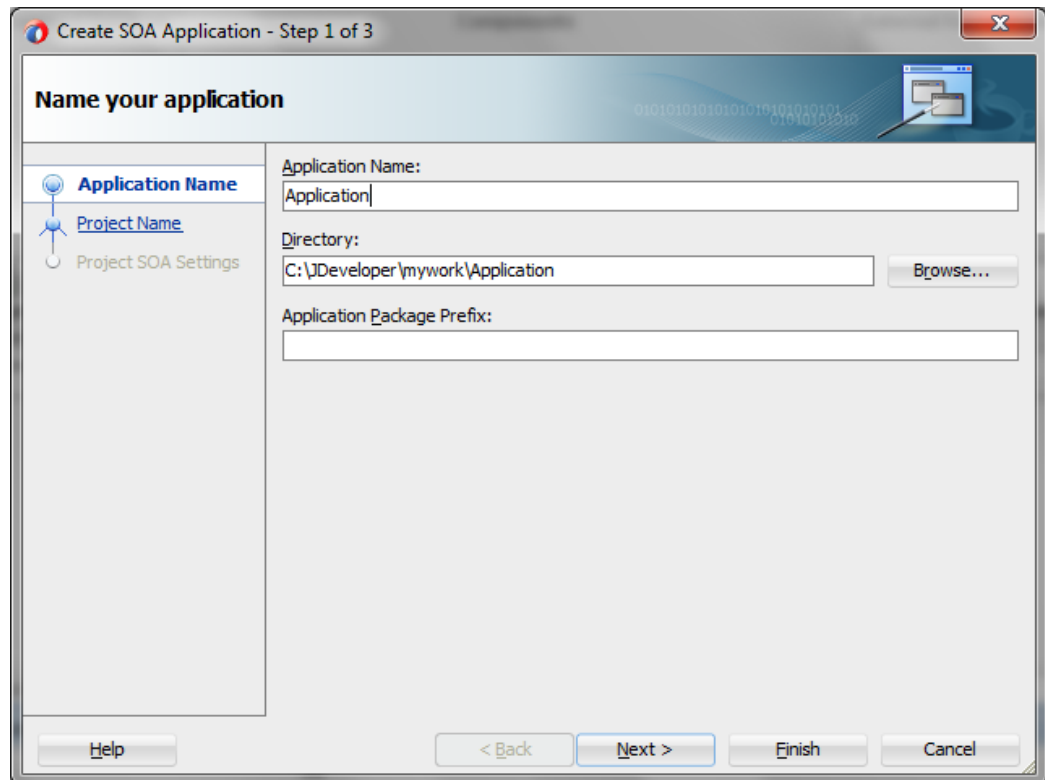 Create SOA Application - Step 1 of 3
Name your application
Application Name
Project Name
Project SOA Settings
Application Name:
Application
Directory:
C:\JDeveloper\mywork\Application
Browse...
Application Package Prefix:
Help
< Back
Next >
Finish
Cancel